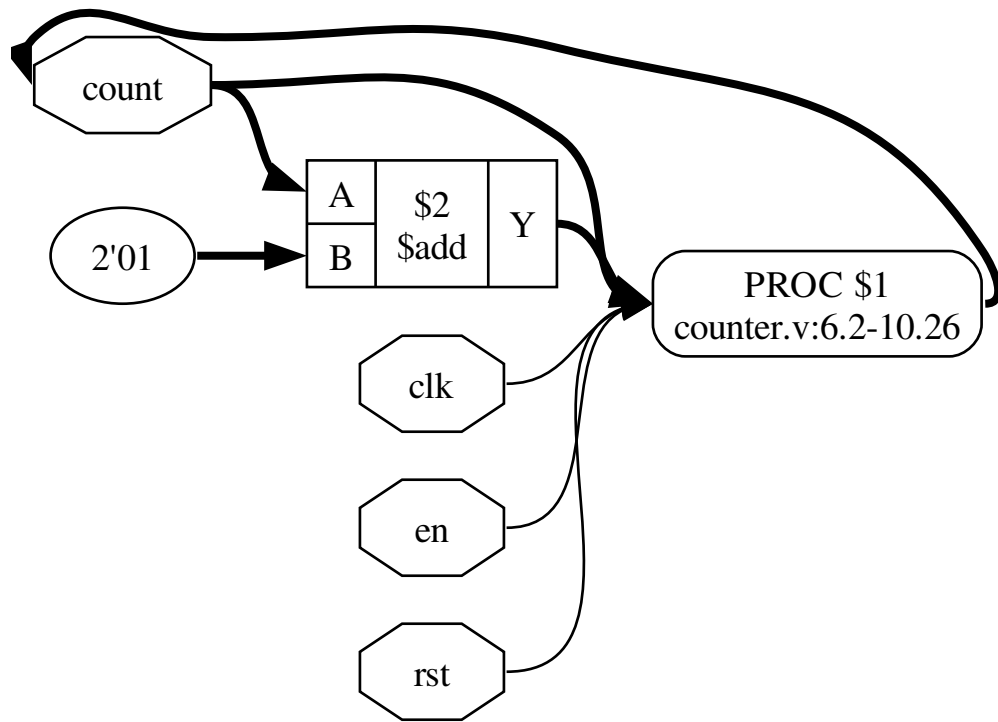 count
2'01
A
B
$2
$add
Y
PROC $1
counter.v:6.2-10.26
clk
en
rst